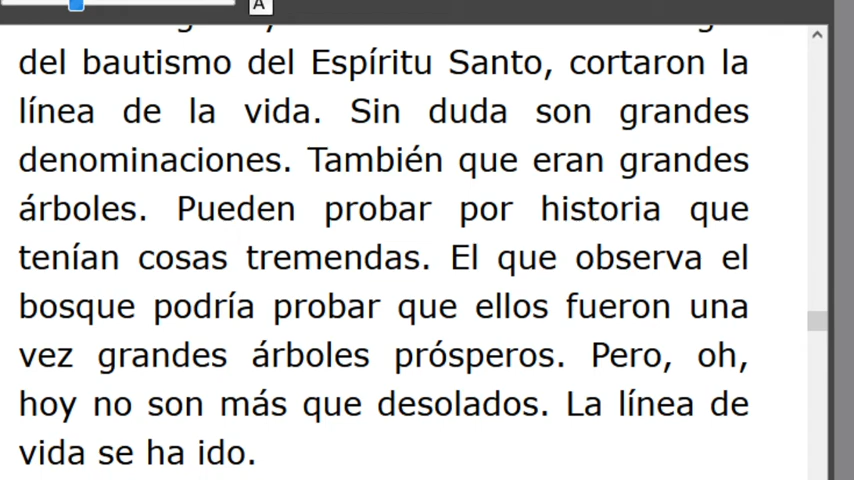 A
del bautismo del Espíritu Santo, cortaron la
línea de la vida. Sin duda son grandes
denominaciones. También que eran grandes
árboles. Pueden probar por historia que
tenían cosas tremendas. El que observa el
bosque podría probar que ellos fueron una
vez grandes árboles prósperos. Pero, oh,
hoy no son más que desolados. La línea de
vida se ha ido.